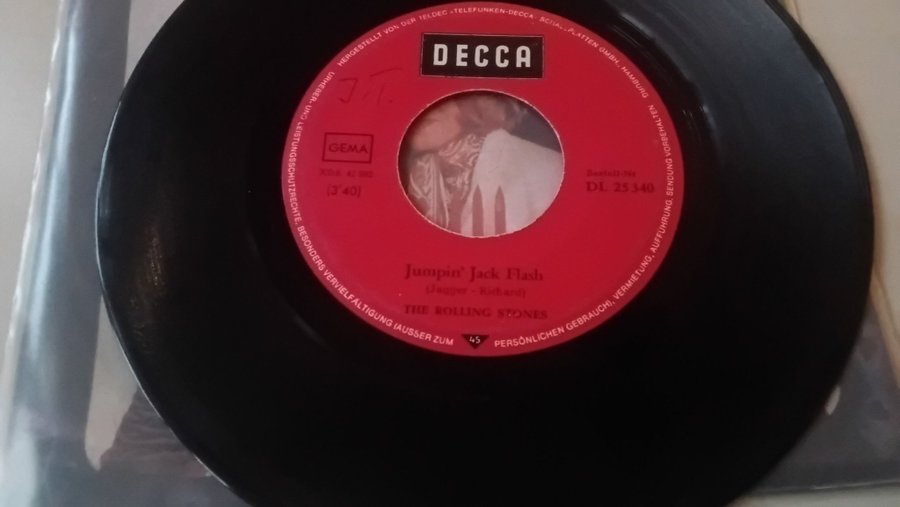 HERGESTELLT VON DER TELDEC »TELEFUNKEN-DECCA« SCHALLPLATTEN GMBH, HAMBURG
URHEBER- UND LEISTUNGSSCHUTZRECHTE, BESONDERS VERVIELFÄLTIGUNG (AUSSER ZUM PERSÖNLICHEN GEBRAUCH), VERMIETUNG, AUFFÜHRUNG, SENDUNG VORBEHALTEN
DECCA
J.T.
GEMA
(3'40)
Bestell-Nr.
DL 25 340
Jumpin' Jack Flash
(Jagger - Richard)
THE ROLLING STONES
45